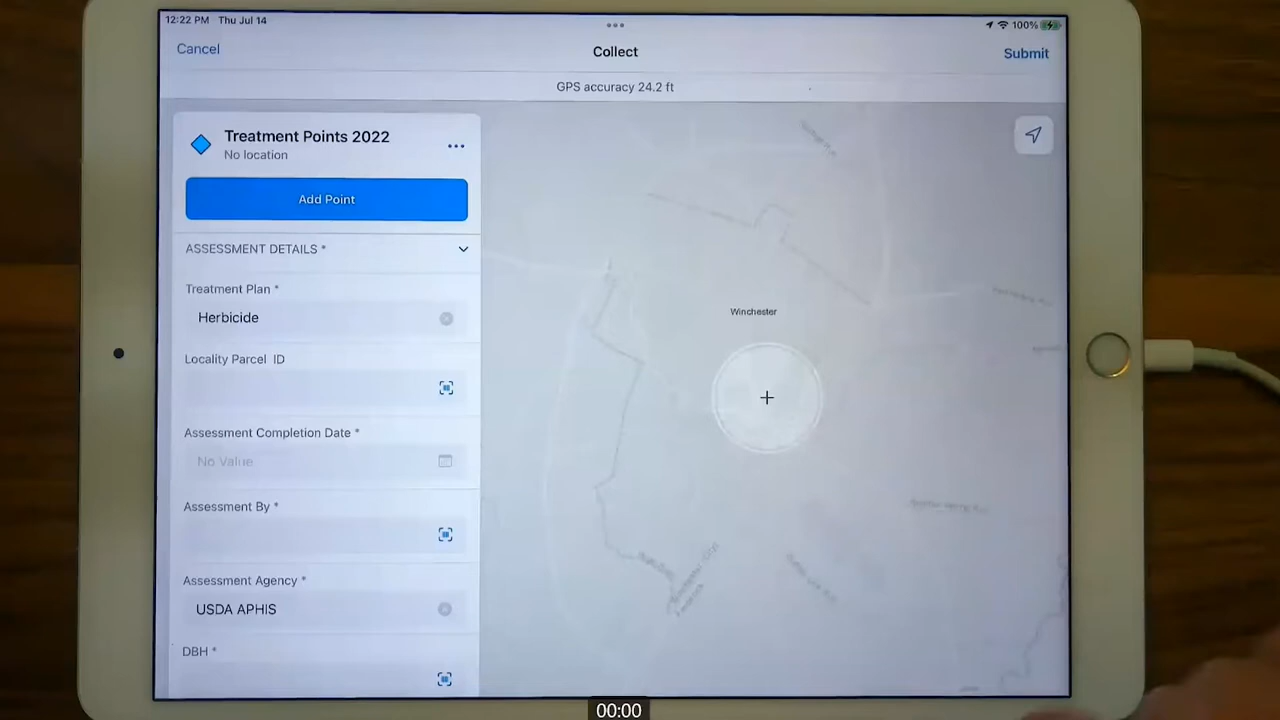 12:22 PM Thu Jul 14
100%
Cancel
Collect
Submit
GPS accuracy 24.2 ft
Treatment Points 2022
No location
Add Point
ASSESSMENT DETAILS *
Treatment Plan *
Herbicide
Locality Parcel ID
Assessment Completion Date *
No Value
Assessment By *
Assessment Agency *
USDA APHIS
DBH *
Winchester
00:00